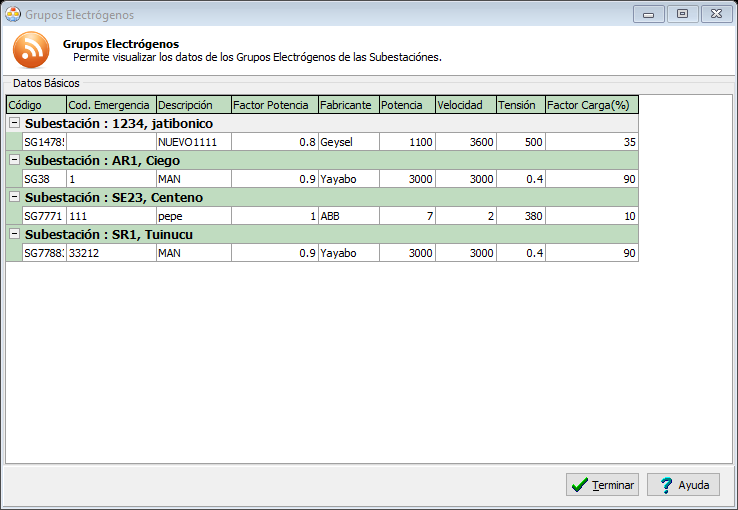 Grupos Electrógenos
Grupos Electrógenos
Permite visualizar los datos de los Grupos Electrógenos de las Subestaciónes.
Datos Básicos
Código Cod. Emergencia Descripción Factor Potencia Fabricante Potencia Velocidad Tensión Factor Carga(%)
Subestación : 1234, jatibonico
SG1478 NUEVO1111 0.8 Geysel 1100 3600 500 35
Subestación : AR1, Ciego
SG38 1 MAN 0.9 Yayabo 3000 3000 0.4 90
Subestación : SE23, Centeno
SG7771 111 pepe 1 ABB 7 2 380 10
Subestación : SR1, Tuinucu
SG7788 33212 MAN 0.9 Yayabo 3000 3000 0.4 90
Terminar Ayuda